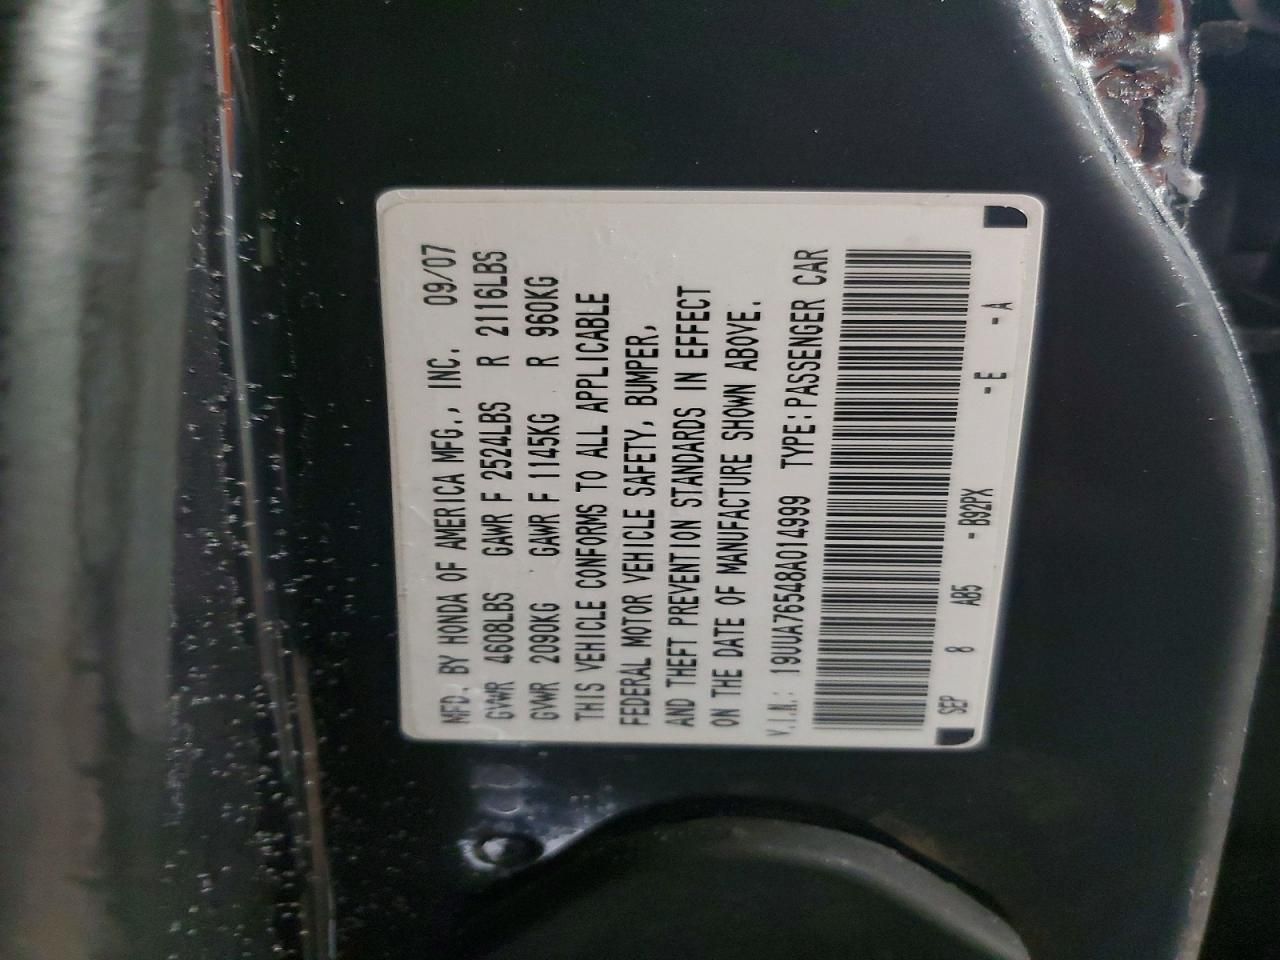 MFD. BY HONDA OF AMERICA MFG., INC. 09/07
GVWR 4608LBS GAWR F 2524LBS R 2116LBS
GVWR 2090KG GAWR F 1145KG R 960KG
THIS VEHICLE CONFORMS TO ALL APPLICABLE
FEDERAL MOTOR VEHICLE SAFETY, BUMPER,
AND THEFT PREVENTION STANDARDS IN EFFECT
ON THE DATE OF MANUFACTURE SHOWN ABOVE.
V.I.N.: 19UUA76548A014999 TYPE: PASSENGER CAR
SEP 8 AB5 - B92PX - E - A